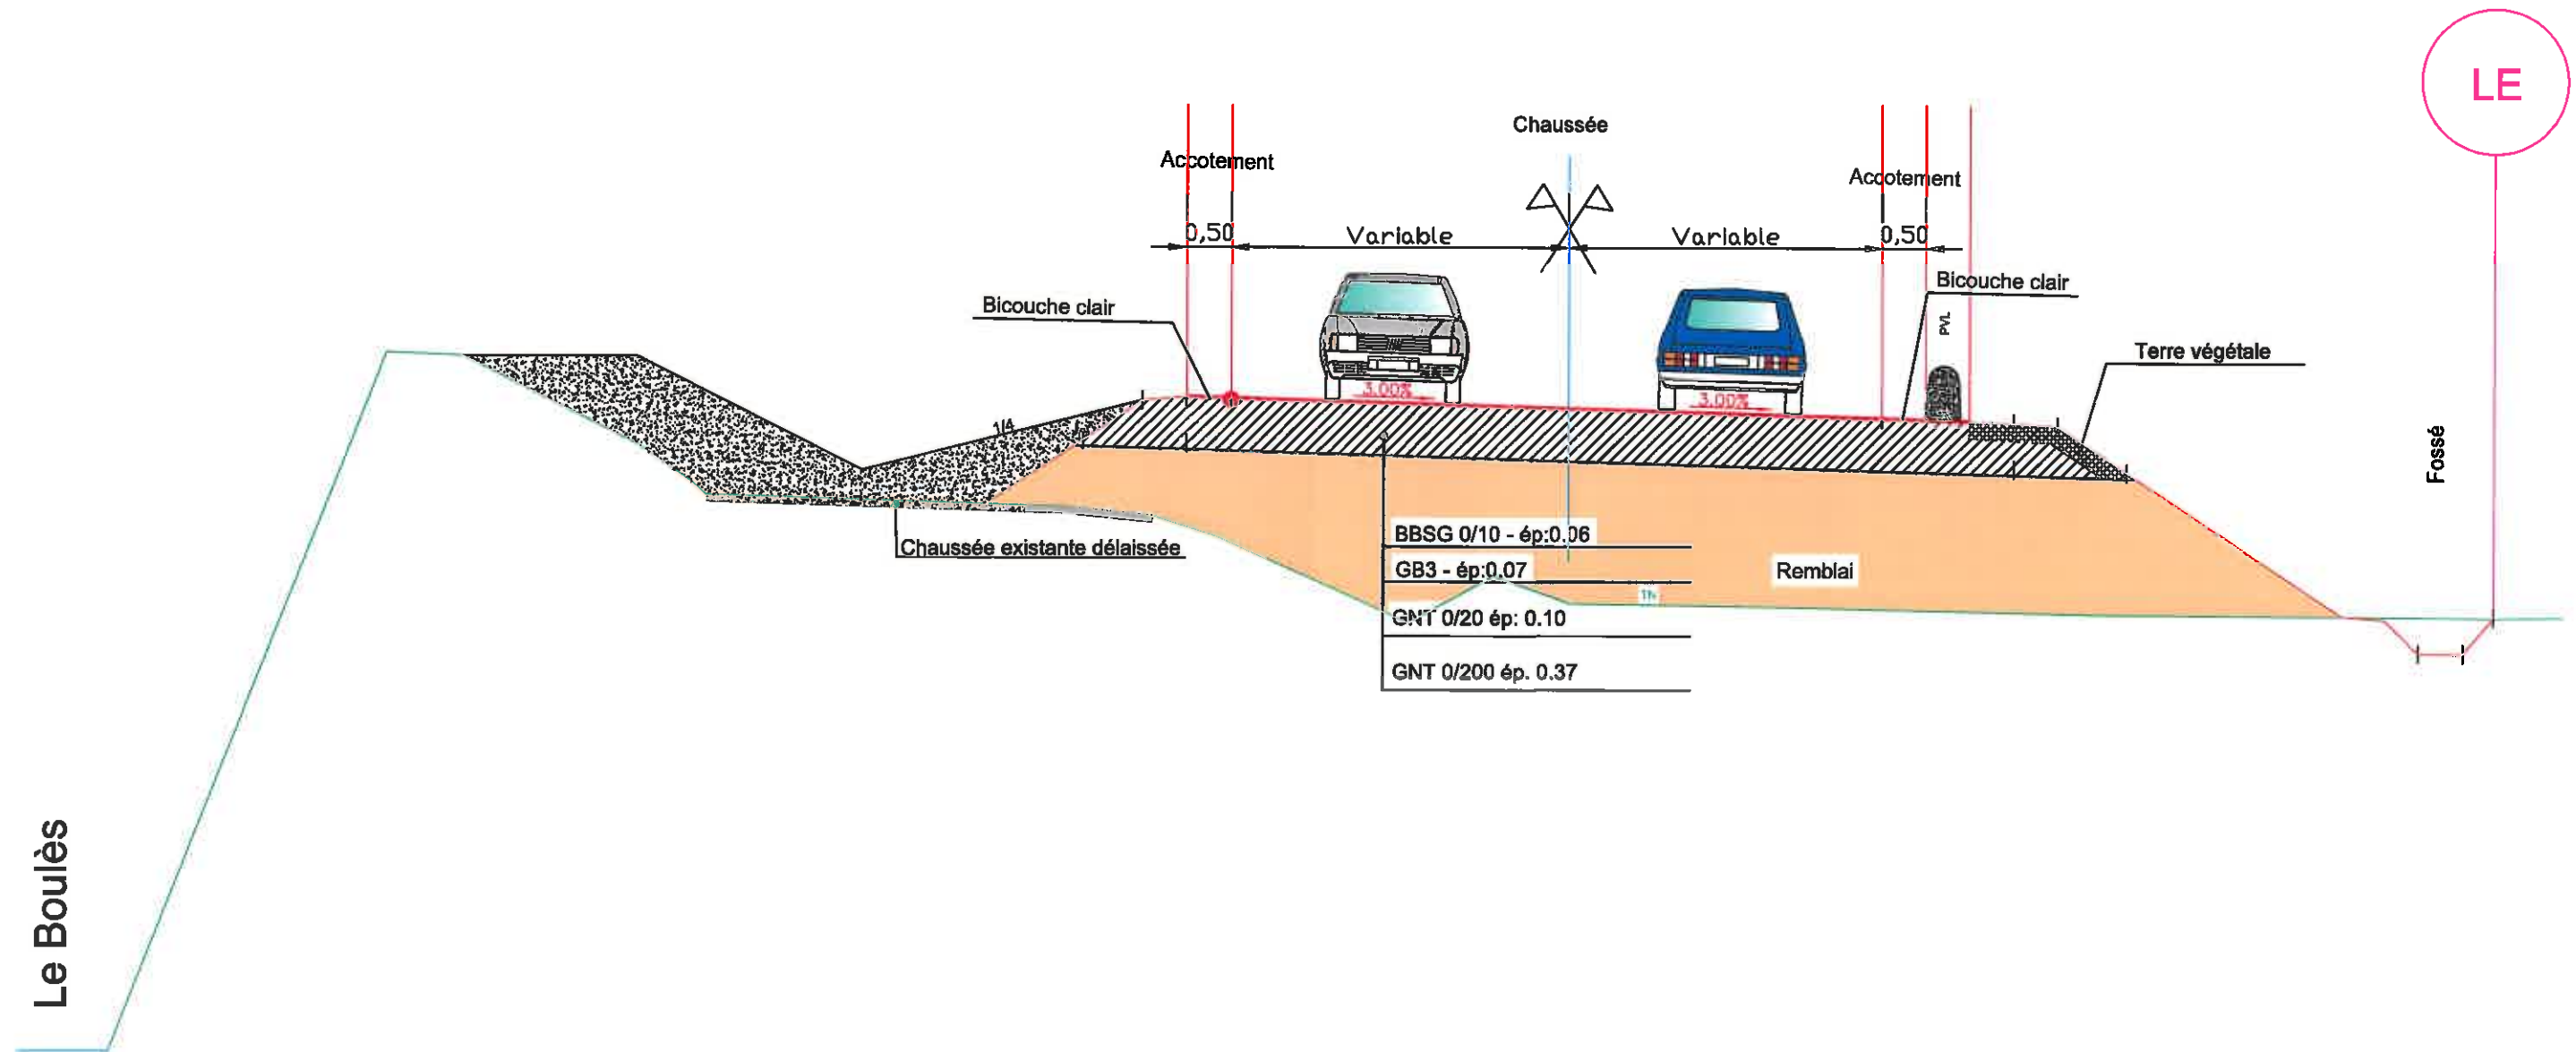 LE
Chaussée
Accotement
Accotement
0,50
Variable
Variable
0,50
Bicouche clair
Bicouche clair
PVL
Terre végétale
3.00%
3.00%
1/4
Fossé
Chaussée existante délaissée
BBSG 0/10 - ép:0.06
GB3 - ép:0.07
Remblai
TN
GNT 0/20 ép: 0.10
GNT 0/200 ép. 0.37
Le Boulès